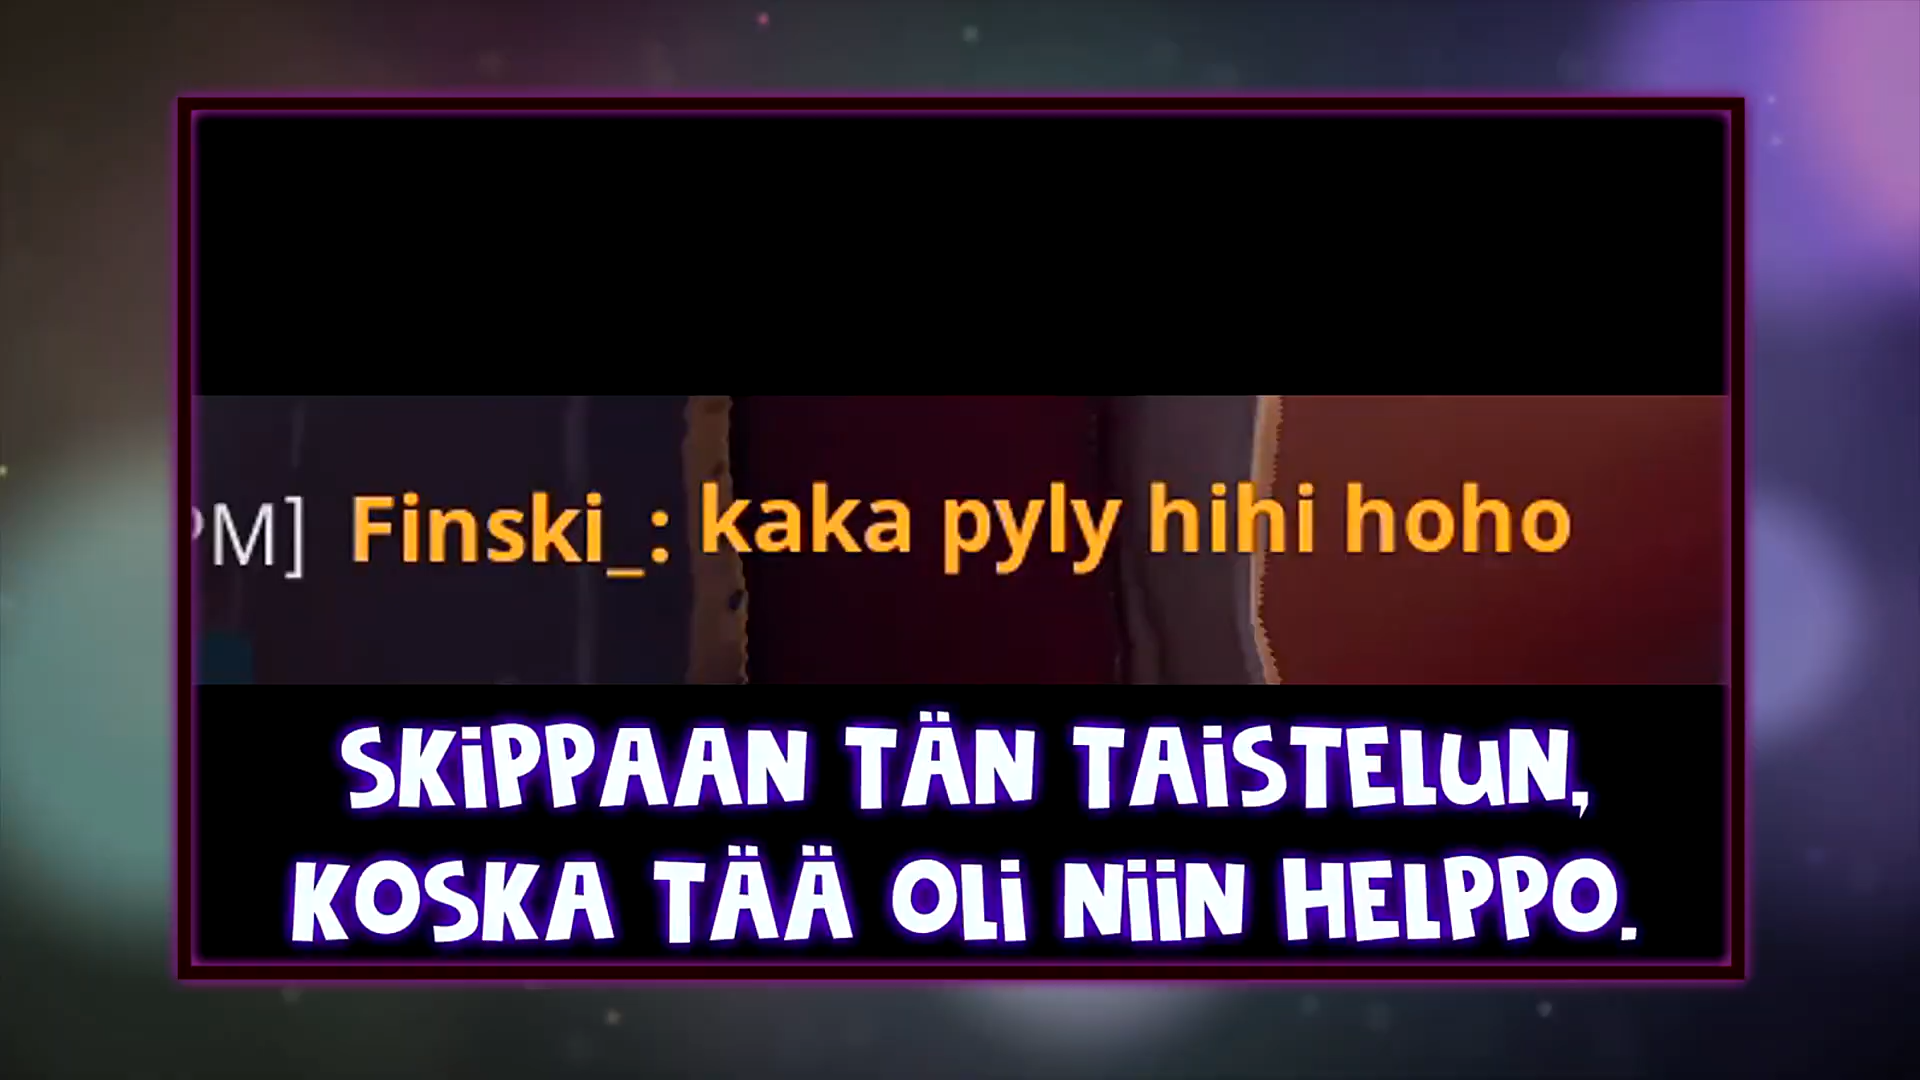 PM] Finski_: kaka pyly hihi hoho
SKiPPAAN TÄN TAiSTELUN,
KOSKA TÄÄ OLi NiiN HELPPO.